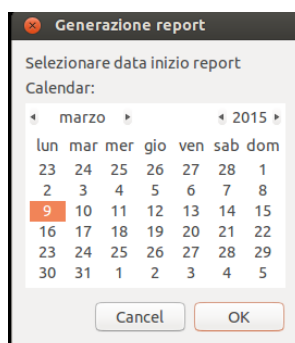 Generazione report
Selezionare data inizio report
Calendar:
marzo 2015
lun mar mer gio ven sab dom
23 24 25 26 27 28 1
2 3 4 5 6 7 8
9 10 11 12 13 14 15
16 17 18 19 20 21 22
23 24 25 26 27 28 29
30 31 1 2 3 4 5
Cancel OK